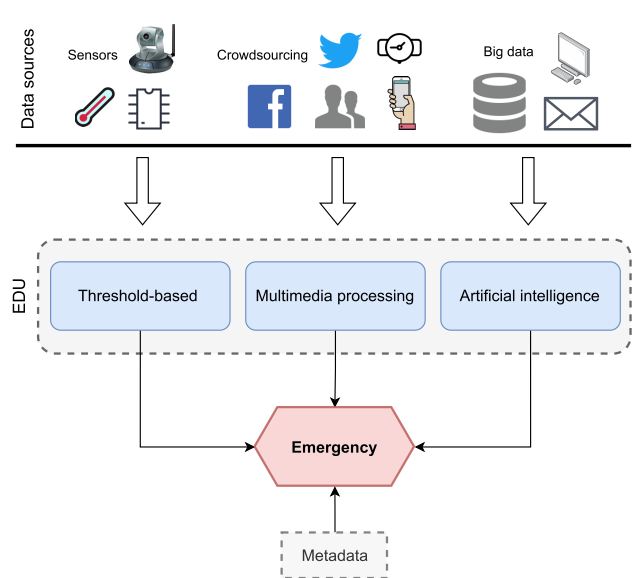 Data sources
Sensors
Crowdsourcing
Big data
EDU
Threshold-based
Multimedia processing
Artificial intelligence
Emergency
Metadata